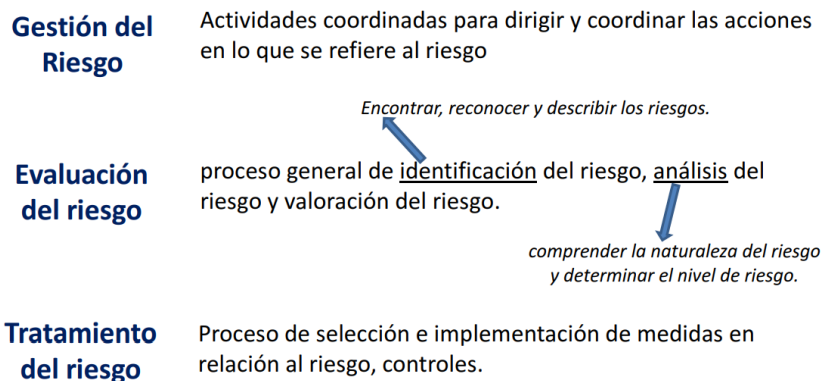 Gestión del
Riesgo
Actividades coordinadas para dirigir y coordinar las acciones
en lo que se refiere al riesgo
Encontrar, reconocer y describir los riesgos.
Evaluación
del riesgo
proceso general de identificación del riesgo, análisis del
riesgo y valoración del riesgo.
comprender la naturaleza del riesgo
y determinar el nivel de riesgo.
Tratamiento
del riesgo
Proceso de selección e implementación de medidas en
relación al riesgo, controles.